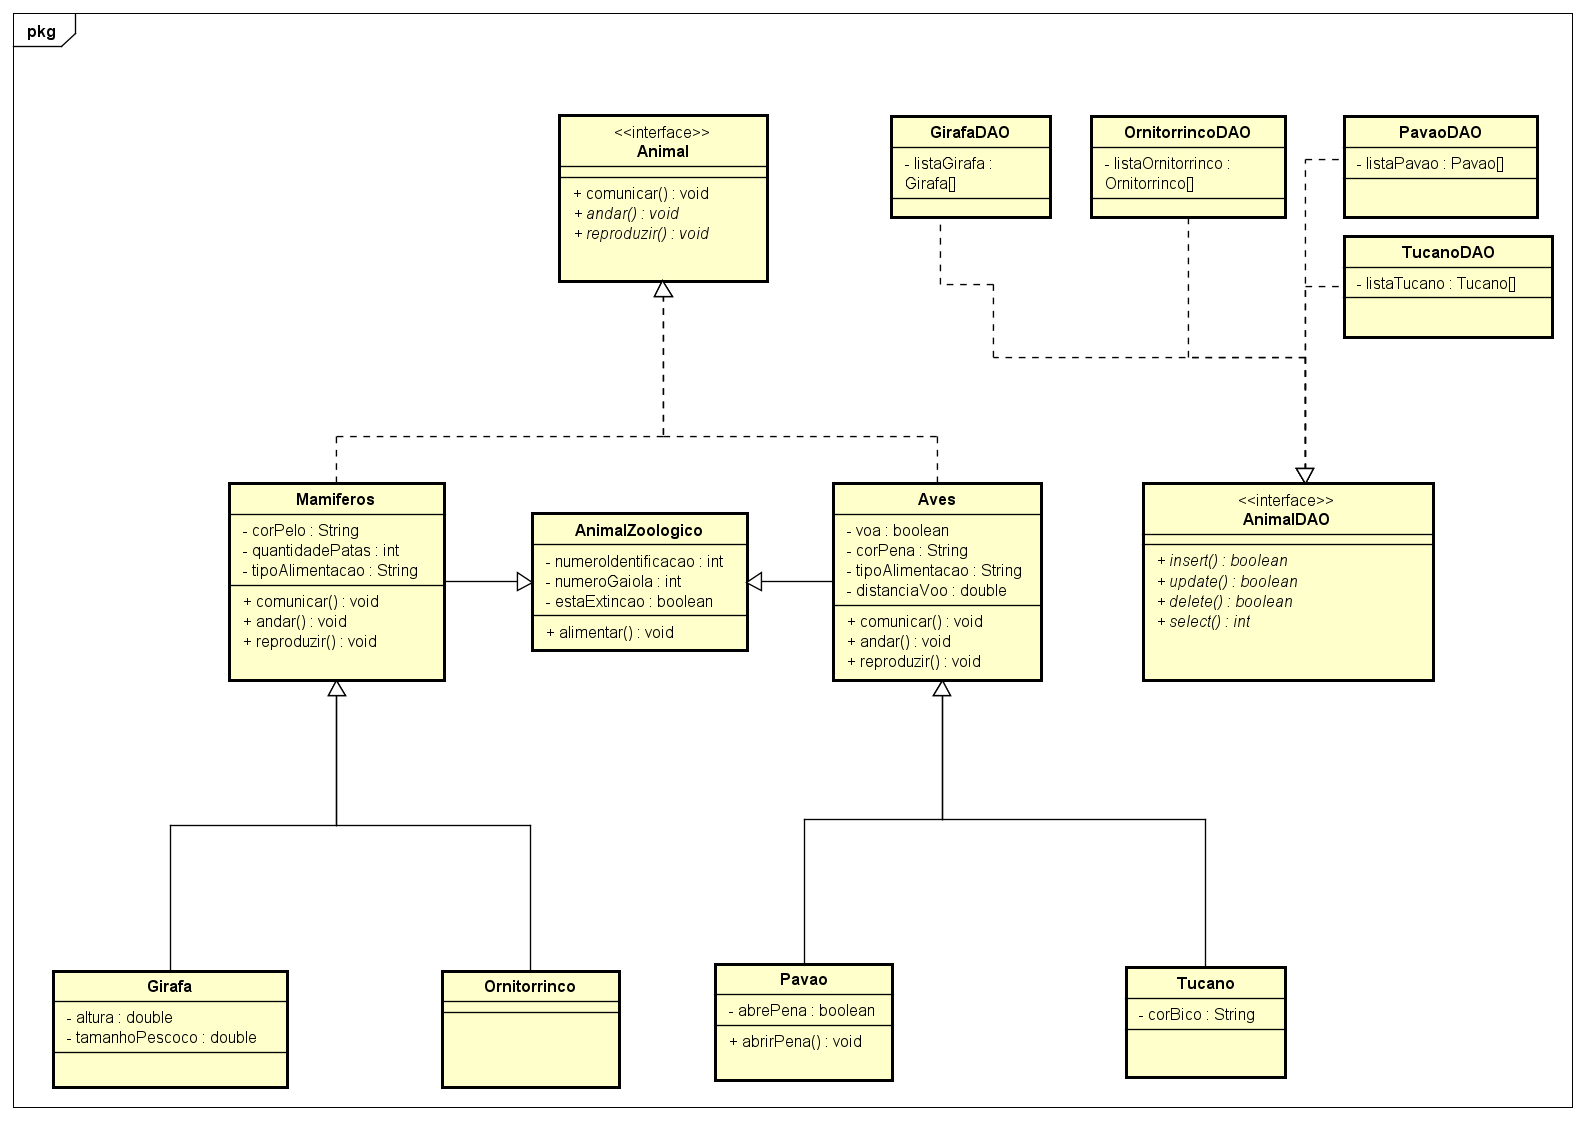 pkg
<<interface>>
Animal
+ comunicar() : void
+ andar() : void
+ reproduzir() : void
GirafaDAO
- listaGirafa :
Girafa[]
OrnitorrincoDAO
- listaOrnitorrinco :
Ornitorrinco[]
PavaoDAO
- listaPavao : Pavao[]
TucanoDAO
- listaTucano : Tucano[]
Mamiferos
- corPelo : String
- quantidadePatas : int
- tipoAlimentacao : String
+ comunicar() : void
+ andar() : void
+ reproduzir() : void
AnimalZoologico
- numeroIdentificacao : int
- numeroGaiola : int
- estaExtincao : boolean
+ alimentar() : void
Aves
- voa : boolean
- corPena : String
- tipoAlimentacao : String
- distanciaVoo : double
+ comunicar() : void
+ andar() : void
+ reproduzir() : void
<<interface>>
AnimalDAO
+ insert() : boolean
+ update() : boolean
+ delete() : boolean
+ select() : int
Girafa
- altura : double
- tamanhoPescoco : double
Ornitorrinco
Pavao
- abrePena : boolean
+ abrirPena() : void
Tucano
- corBico : String